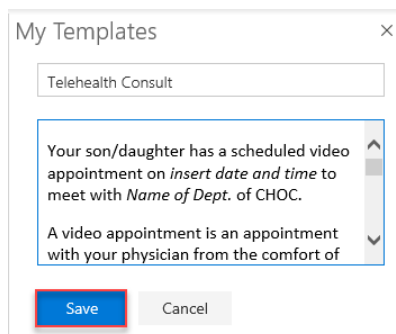 My Templates
Telehealth Consult
Your son/daughter has a scheduled video
appointment on insert date and time to
meet with Name of Dept. of CHOC.
A video appointment is an appointment
with your physician from the comfort of
Save Cancel